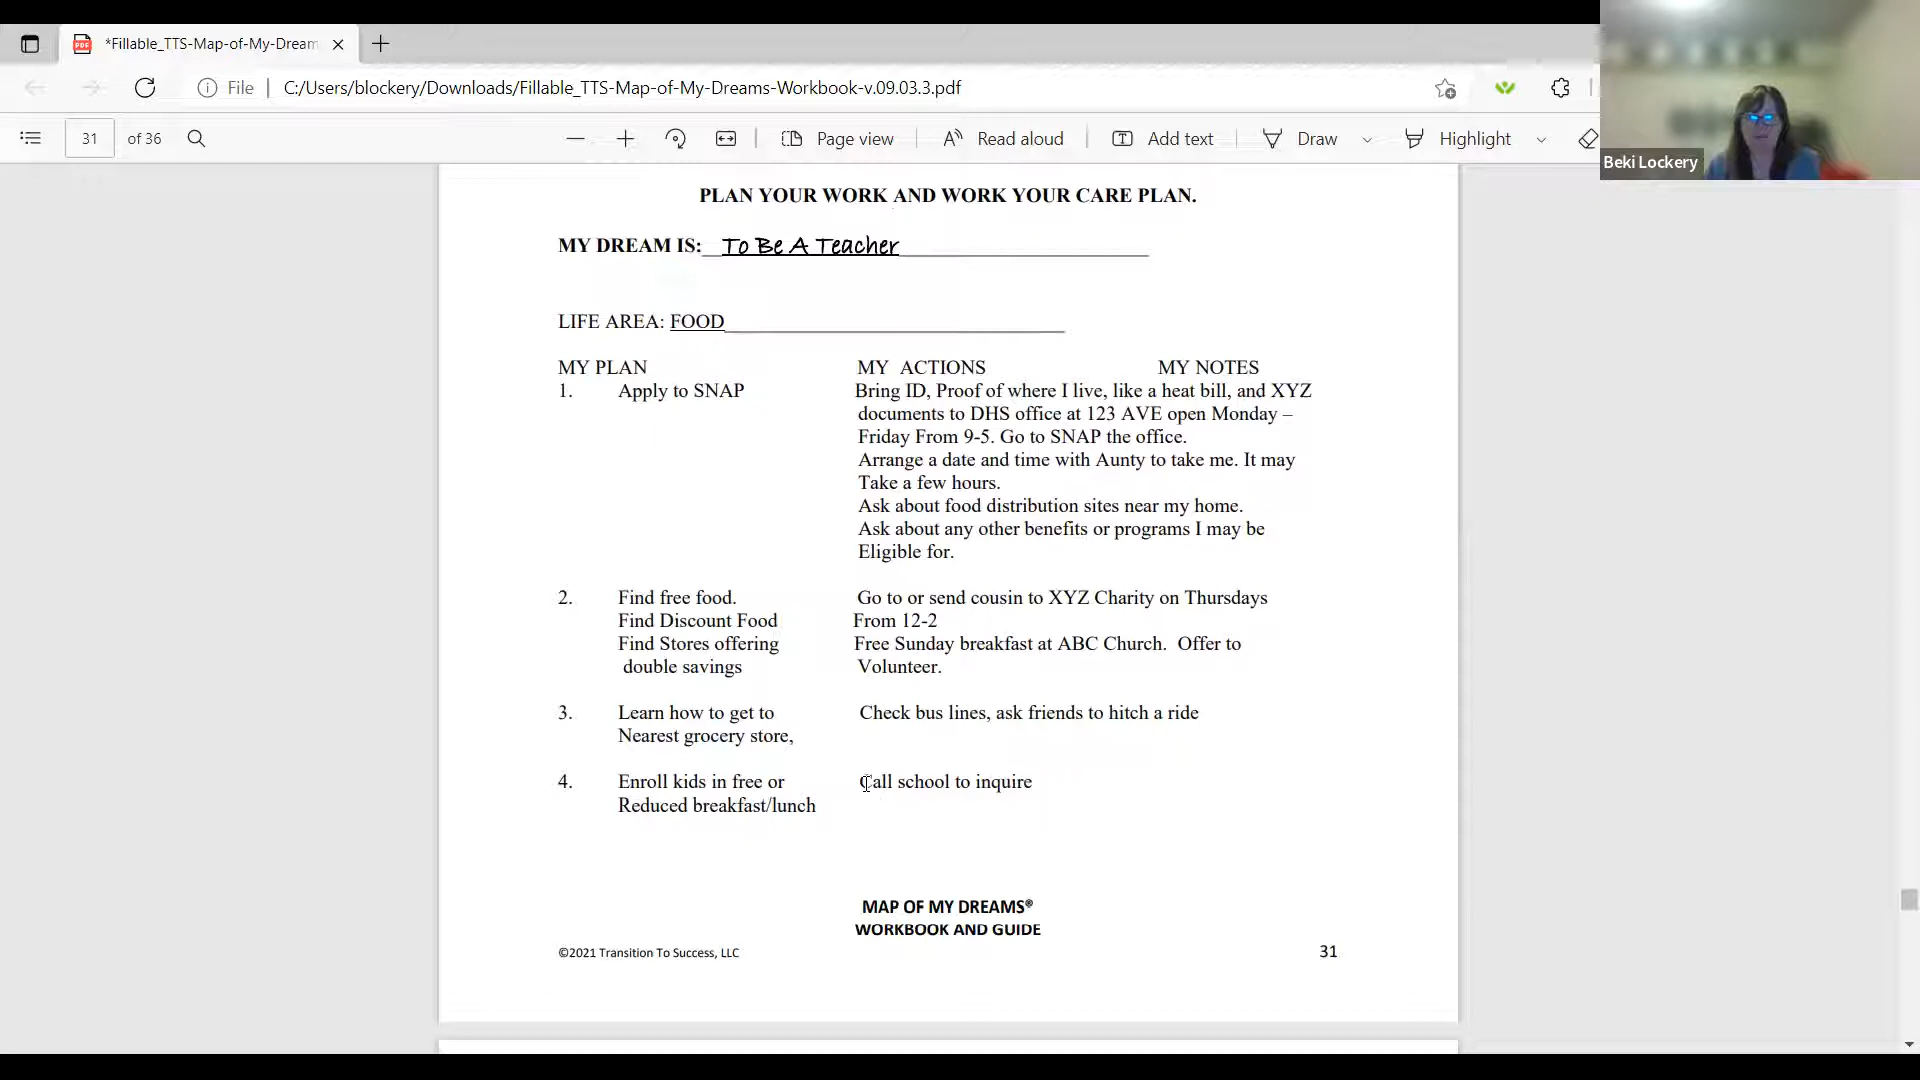 *Fillable_TTS-Map-of-My-Dream
File C:/Users/blockery/Downloads/Fillable_TTS-Map-of-My-Dreams-Workbook-v.09.03.3.pdf
31 of 36 Page view Read aloud Add text Draw Highlight
Beki Lockery
PLAN YOUR WORK AND WORK YOUR CARE PLAN.
MY DREAM IS: To Be A Teacher
LIFE AREA: FOOD
MY PLAN MY ACTIONS MY NOTES
1. Apply to SNAP Bring ID, Proof of where I live, like a heat bill, and XYZ
documents to DHS office at 123 AVE open Monday –
Friday From 9-5. Go to SNAP the office.
Arrange a date and time with Aunty to take me. It may
Take a few hours.
Ask about food distribution sites near my home.
Ask about any other benefits or programs I may be
Eligible for.
2. Find free food. Go to or send cousin to XYZ Charity on Thursdays
Find Discount Food From 12-2
Find Stores offering Free Sunday breakfast at ABC Church. Offer to
double savings Volunteer.
3. Learn how to get to Check bus lines, ask friends to hitch a ride
Nearest grocery store,
4. Enroll kids in free or Call school to inquire
Reduced breakfast/lunch
MAP OF MY DREAMS®
WORKBOOK AND GUIDE
©2021 Transition To Success, LLC 31